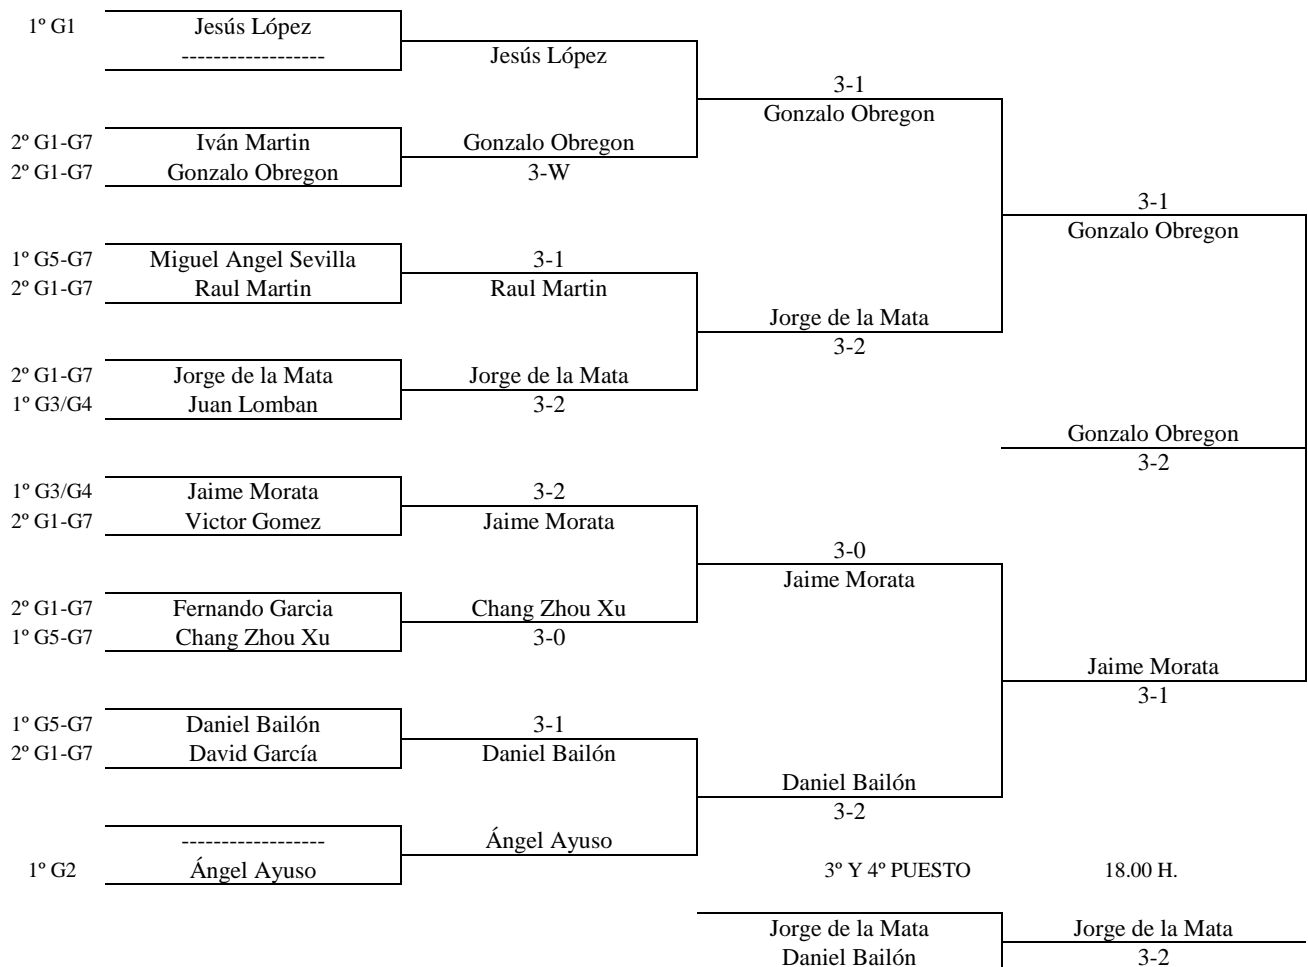 1º G1 Jesús López
------------------ Jesús López
3-1
Gonzalo Obregon
2º G1-G7 Iván Martin Gonzalo Obregon
2º G1-G7 Gonzalo Obregon 3-W
3-1
Gonzalo Obregon
1º G5-G7 Miguel Angel Sevilla 3-1
2º G1-G7 Raul Martin Raul Martin
Jorge de la Mata
3-2
2º G1-G7 Jorge de la Mata Jorge de la Mata
1º G3/G4 Juan Lomban 3-2
Gonzalo Obregon
3-2
1º G3/G4 Jaime Morata 3-2
2º G1-G7 Victor Gomez Jaime Morata
3-0
Jaime Morata
2º G1-G7 Fernando Garcia Chang Zhou Xu
1º G5-G7 Chang Zhou Xu 3-0
Jaime Morata
3-1
1º G5-G7 Daniel Bailón 3-1
2º G1-G7 David García Daniel Bailón
Daniel Bailón
3-2
------------------ Ángel Ayuso
1º G2 Ángel Ayuso 3º Y 4º PUESTO 18.00 H.
Jorge de la Mata Jorge de la Mata
Daniel Bailón 3-2